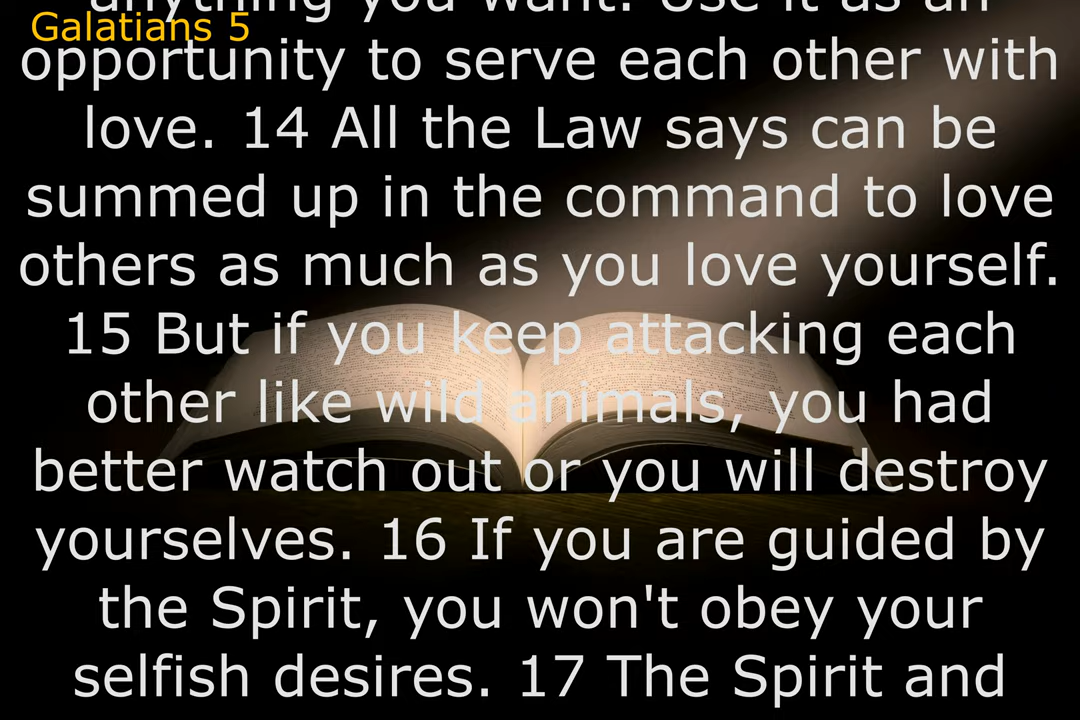 anything you want. Use it as an
Galatians 5
opportunity to serve each other with
love. 14 All the Law says can be
summed up in the command to love
others as much as you love yourself.
15 But if you keep attacking each
other like wild animals, you had
better watch out or you will destroy
yourselves. 16 If you are guided by
the Spirit, you won't obey your
selfish desires. 17 The Spirit and